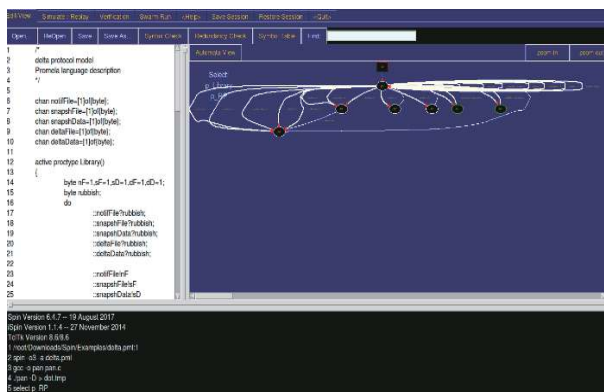 Edit/View Simulate / Replay Verification Swarm Run <Help> Save Session Restore Session <Quit>
Open... ReOpen Save Save As... Syntax Check Redundancy Check Symbol Table Find:
Automata View zoom in zoom out
Select
p_Library
p_RP
1 /*
2 delta protocol model
3 Promela language description
4 */
5
6 chan notifFile=[1]of{byte};
7 chan snapshFile=[1]of{byte};
8 chan snapshData=[1]of{byte};
9 chan deltaFile=[1]of{byte};
10 chan deltaData=[1]of{byte};
11
12 active proctype Library()
13 {
14 byte nF=1,sF=1,sD=1,dF=1,dD=1;
15 byte rubbish;
16 do
17 ::notifFile?rubbish;
18 ::snapshFile?rubbish;
19 ::snapshData?rubbish;
20 ::deltaFile?rubbish;
21 ::deltaData?rubbish;
22
23 ::notifFile!nF
24 ::snapshFile!sF
25 ::snapshData!sD
Spin Version 6.4.7 -- 19 August 2017
iSpin Version 1.1.4 -- 27 November 2014
TclTk Version 8.6/8.6
1 /root/Downloads/Spin/Examples/delta.pml:1
2 spin -o3 -a delta.pml
3 gcc -o pan pan.c
4 ./pan -D > dot.tmp
5 select p_RP